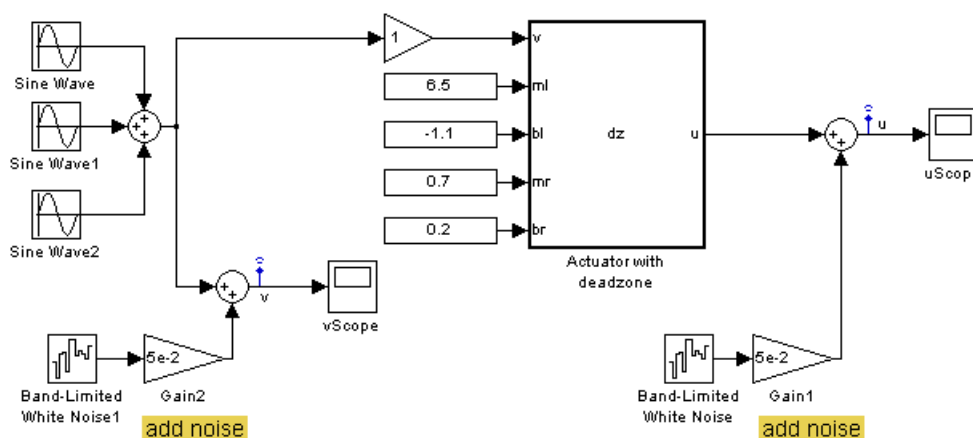 Sine Wave
Sine Wave1
Sine Wave2
1
6.5
-1.1
0.7
0.2
v
ml
bl
mr
br
dz
u
Actuator with
deadzone
u
uScop
v
vScope
5e-2
Band-Limited
White Noise1
Gain2
add noise
5e-2
Band-Limited
White Noise
Gain1
add noise